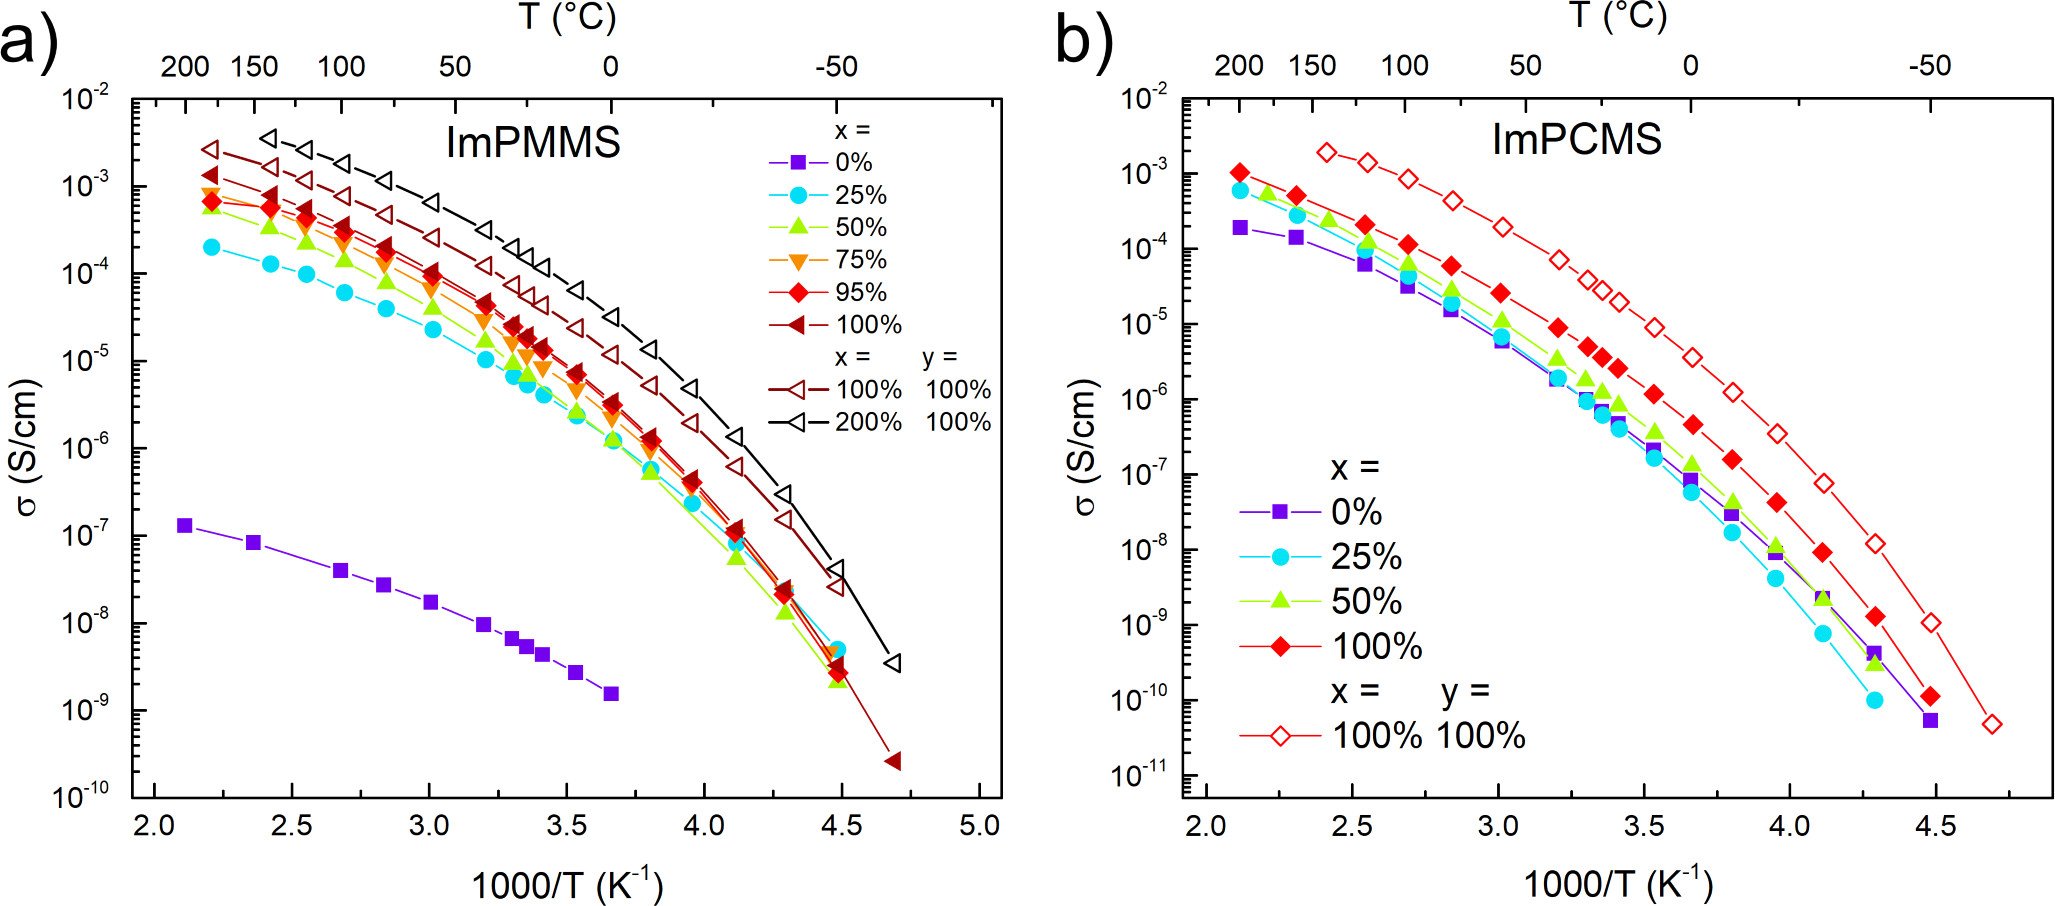 a)
T (°C)
200 150 100 50 0 -50
ImPMMS
10-2
10-3
10-4
10-5
10-6
10-7
10-8
10-9
10-10
σ (S/cm)
x =
0%
25%
50%
75%
95%
100%
x = y =
100% 100%
200% 100%
2.0 2.5 3.0 3.5 4.0 4.5 5.0
1000/T (K-1)
b)
T (°C)
200 150 100 50 0 -50
ImPCMS
10-2
10-3
10-4
10-5
10-6
10-7
10-8
10-9
10-10
10-11
σ (S/cm)
x =
0%
25%
50%
100%
x = y =
100% 100%
2.0 2.5 3.0 3.5 4.0 4.5
1000/T (K-1)